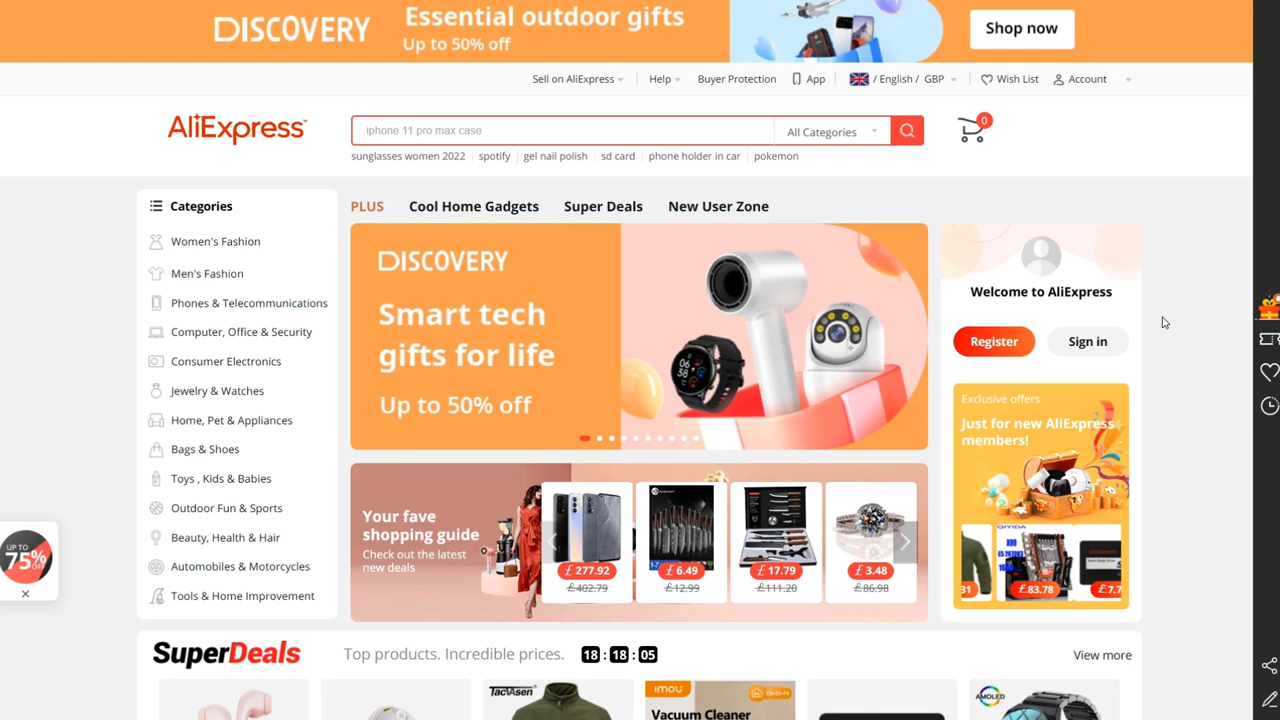 DISCOVERY
Essential outdoor gifts
Up to 50% off
Shop now
Sell on AliExpress
Help
Buyer Protection
App
/ English / GBP
Wish List
Account
AliExpress
iphone 11 pro max case
All Categories
0
sunglasses women 2022
spotify
gel nail polish
sd card
phone holder in car
pokemon
Categories
Women's Fashion
Men's Fashion
Phones & Telecommunications
Computer, Office & Security
Consumer Electronics
Jewelry & Watches
Home, Pet & Appliances
Bags & Shoes
Toys , Kids & Babies
Outdoor Fun & Sports
Beauty, Health & Hair
Automobiles & Motorcycles
Tools & Home Improvement
PLUS
Cool Home Gadgets
Super Deals
New User Zone
DISCOVERY
Smart tech
gifts for life
Up to 50% off
Your fave
shopping guide
Check out the latest
new deals
£ 277.92
£ 402.79
£ 6.49
£ 12.99
£ 17.79
£ 111.20
£ 3.48
£ 86.98
Welcome to AliExpress
Register
Sign in
Exclusive offers
Just for new AliExpress
members!
QIYIDA
X99
31
£ 83.78
£ 7.7
UP TO
75% OFF
×
SuperDeals
Top products. Incredible prices.
18 : 18 : 05
View more
TACVASEN
imou
Vacuum Cleaner
AMOLED